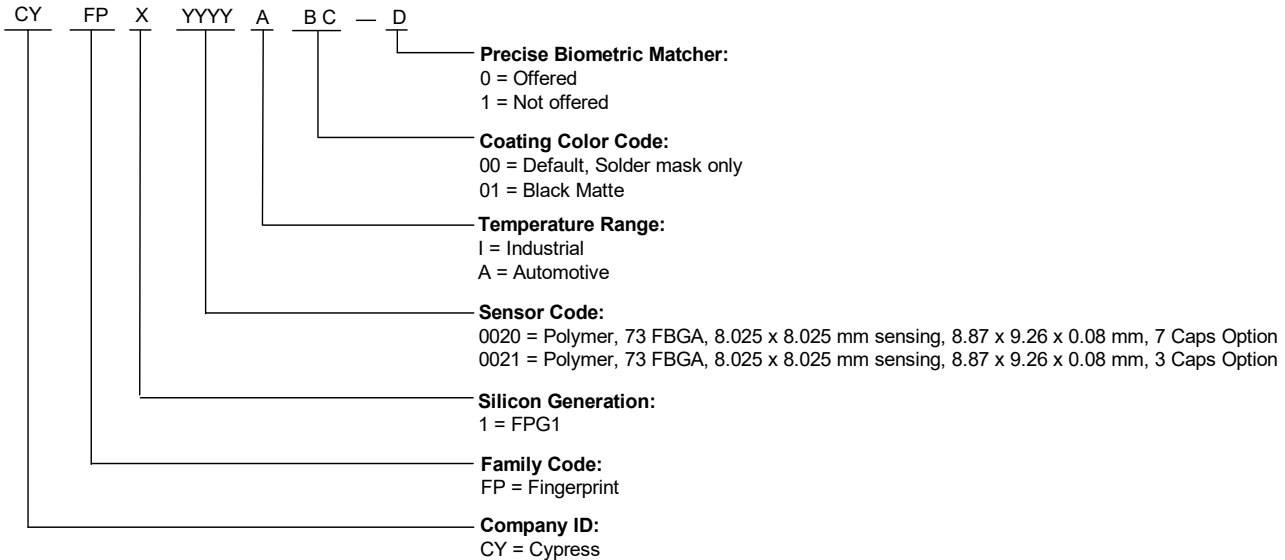 CY FP X YYYY A B C — D
Precise Biometric Matcher:
0 = Offered
1 = Not offered
Coating Color Code:
00 = Default, Solder mask only
01 = Black Matte
Temperature Range:
I = Industrial
A = Automotive
Sensor Code:
0020 = Polymer, 73 FBGA, 8.025 x 8.025 mm sensing, 8.87 x 9.26 x 0.08 mm, 7 Caps Option
0021 = Polymer, 73 FBGA, 8.025 x 8.025 mm sensing, 8.87 x 9.26 x 0.08 mm, 3 Caps Option
Silicon Generation:
1 = FPG1
Family Code:
FP = Fingerprint
Company ID:
CY = Cypress